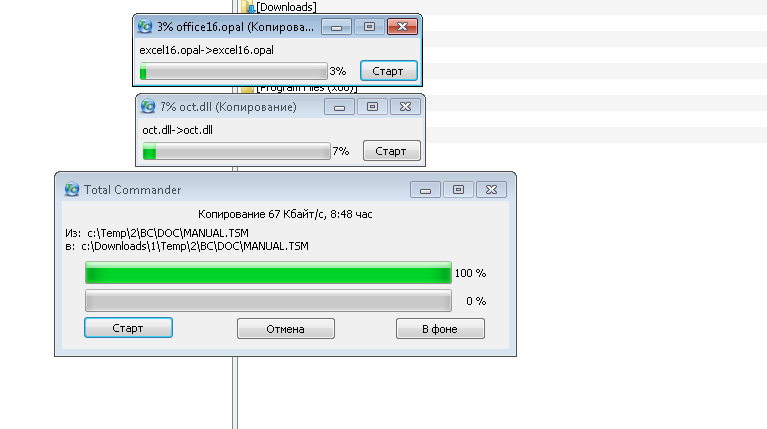 [Downloads]
3% office16.opal (Копирова...
excel16.opal->excel16.opal
3%
Старт
[Program Files (x86)]
7% oct.dll (Копирование)
oct.dll->oct.dll
7%
Старт
Total Commander
Копирование 67 Кбайт/с, 8:48 час
Из: c:\Temp\2\BC\DOC\MANUAL.TSM
в: c:\Downloads\1\Temp\2\BC\DOC\MANUAL.TSM
100 %
0 %
Старт
Отмена
В фоне